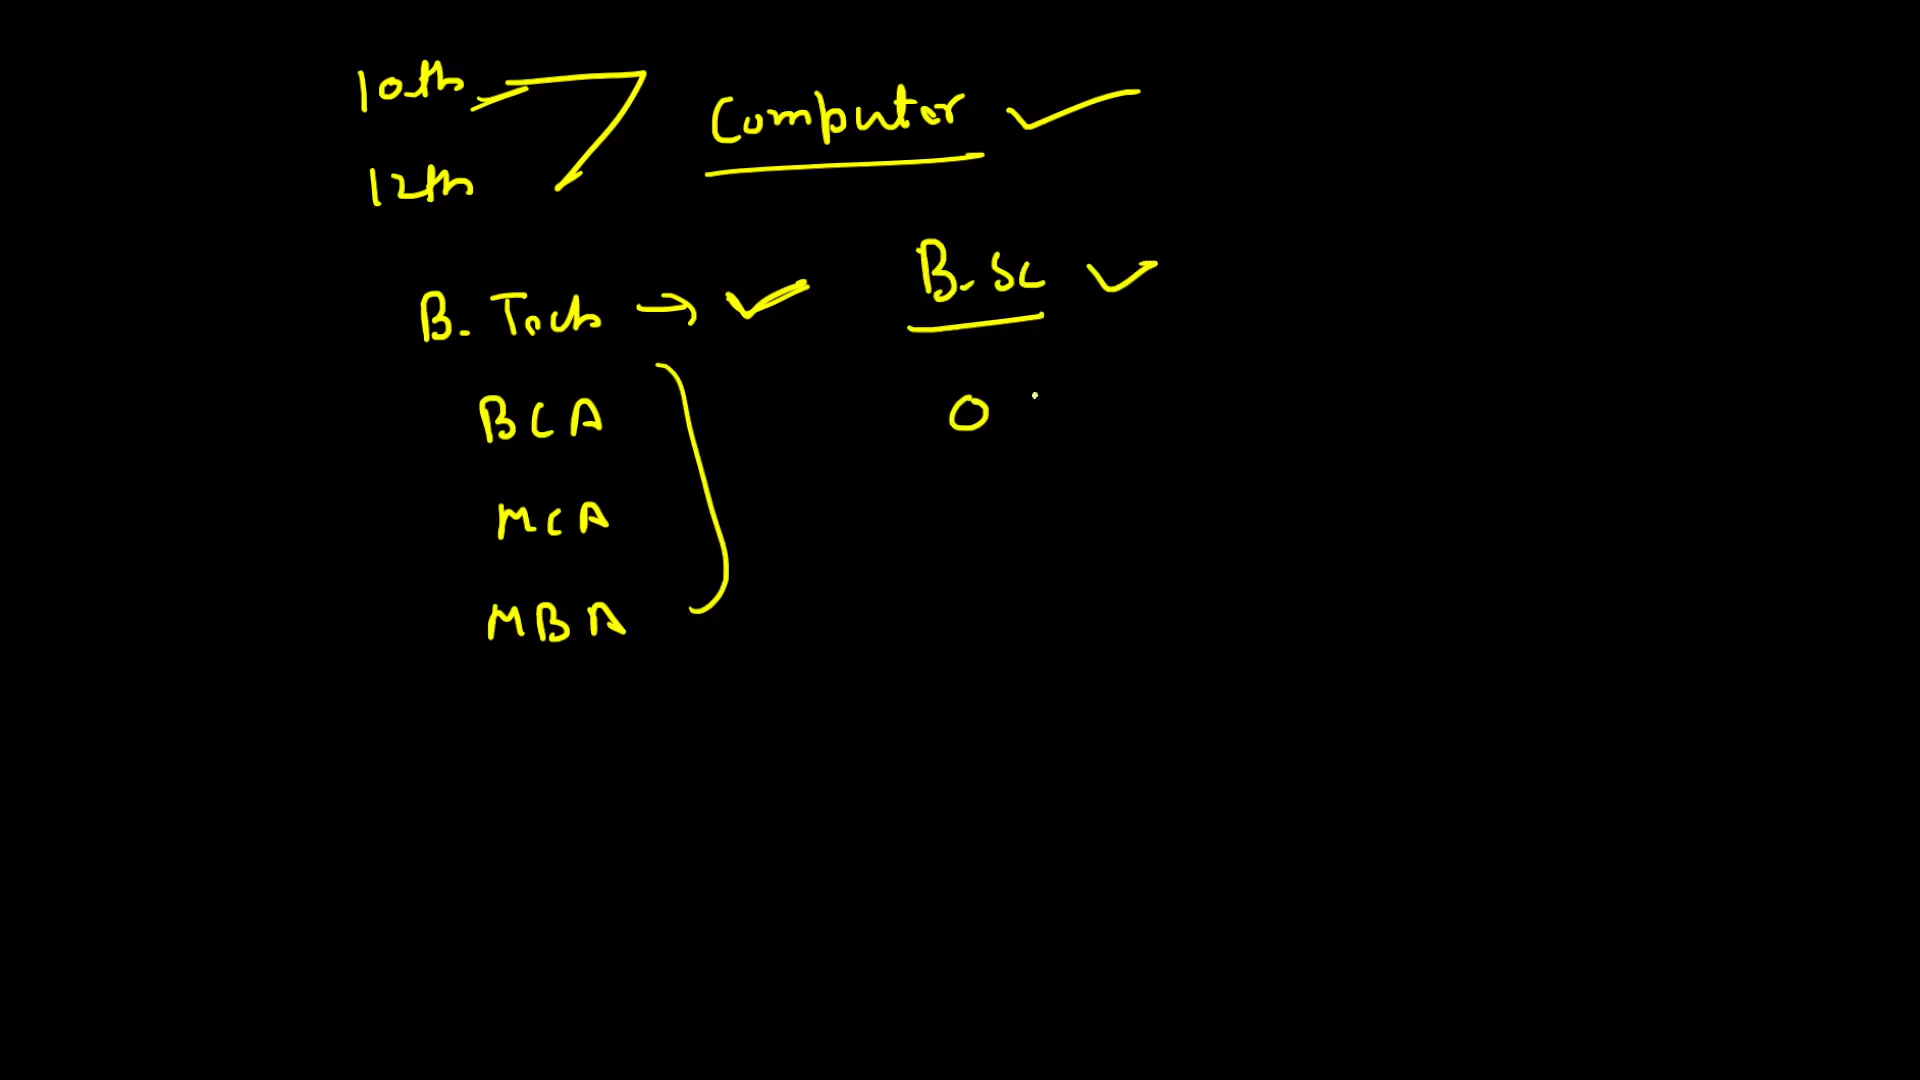 10th
Computer
12th
B. Tech → B.Sc
BCA O
MCA
MBA